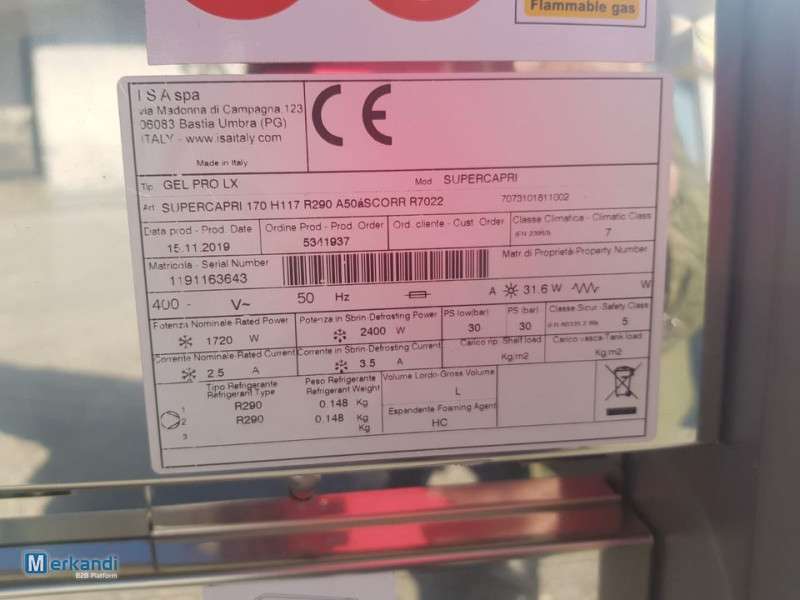 Flammable gas
I S A spa
via Madonna di Campagna, 123
06083 Bastia Umbra (PG)
ITALY - www.isaitaly.com
Made in Italy
CE
Tip. GEL PRO LX Mod SUPERCAPRI
Art SUPERCAPRI 170 H117 R290 A50áSCORR R7022 7073101811002
Data prod - Prod. Date
15.11.2019
Ordine Prod - Prod. Order
5341937
Ord. cliente - Cust. Order
Classe Climatica - Climatic Class
7
Matricola - Serial Number
1191163643
Matr di Proprietà/Property Number
400 - V~ 50 Hz A 31.6 W W
Potenza Nominale-Rated Power
1720 W
Potenza in Sbrin-Defrosting Power
2400 W
PS low(bar)
30
PS (bar)
30
Classe Sicur.-Safety Class
5
Corrente Nominale-Rated Current
2.5 A
Corrente in Sbrin-Defrosting Current
3.5 A
Carico rip. Shelf load
Kg/m2
Carico vasca-Tank load
Kg/m2
Tipo Refrigerante
Refrigerant Type
Peso Refrigerante
Refrigerant Weight
1 R290 0.148 Kg
2 R290 0.148 Kg
3 Kg
Volume Lordo-Gross Volume
L
Espandente Foaming Agent
HC
Merkandi
B2B Platform